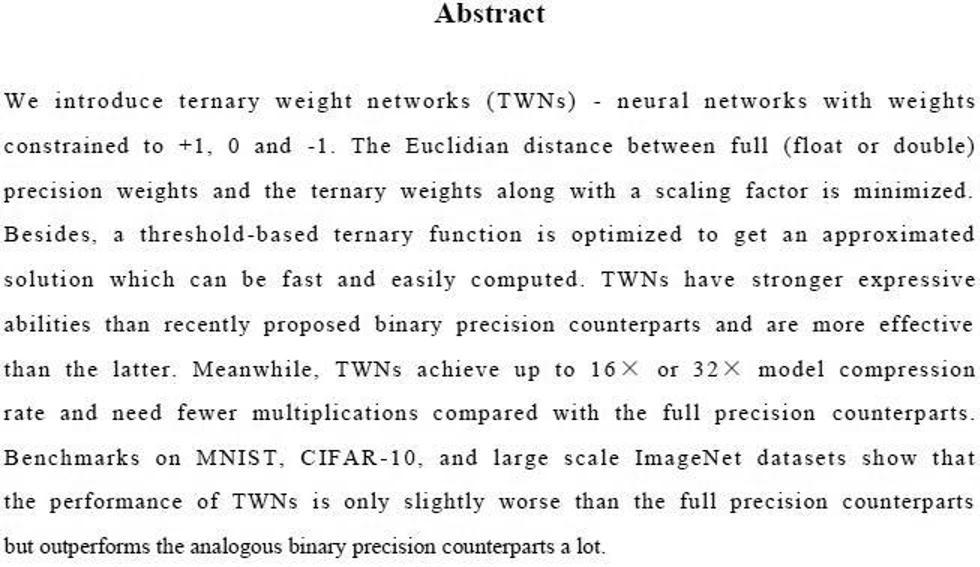 Abstract
We introduce ternary weight networks (TWNs) - neural networks with weights
constrained to +1, 0 and -1. The Euclidian distance between full (float or double)
precision weights and the ternary weights along with a scaling factor is minimized.
Besides, a threshold-based ternary function is optimized to get an approximated
solution which can be fast and easily computed. TWNs have stronger expressive
abilities than recently proposed binary precision counterparts and are more effective
than the latter. Meanwhile, TWNs achieve up to 16× or 32× model compression
rate and need fewer multiplications compared with the full precision counterparts.
Benchmarks on MNIST, CIFAR-10, and large scale ImageNet datasets show that
the performance of TWNs is only slightly worse than the full precision counterparts
but outperforms the analogous binary precision counterparts a lot.